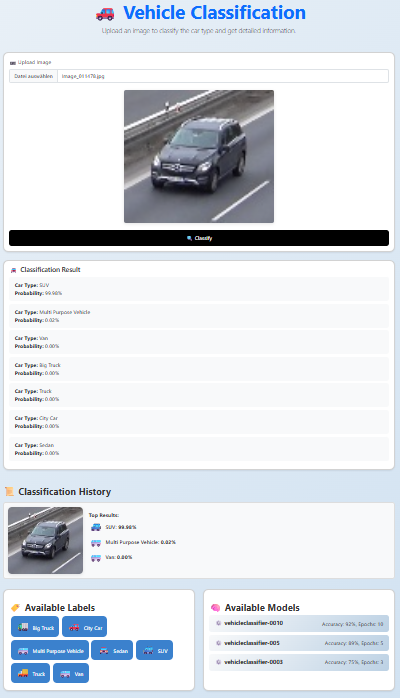 Vehicle Classification
Upload an image to classify the car type and get detailed information.
Upload Image
Datei auswählen image_011478.jpg
Classify
Classification Result
Car Type: SUV
Probability: 99.98%
Car Type: Multi Purpose Vehicle
Probability: 0.02%
Car Type: Van
Probability: 0.00%
Car Type: Big Truck
Probability: 0.00%
Car Type: Truck
Probability: 0.00%
Car Type: City Car
Probability: 0.00%
Car Type: Sedan
Probability: 0.00%
Classification History
Top Results:
SUV: 99.98%
Multi Purpose Vehicle: 0.02%
Van: 0.00%
Available Labels
Big Truck City Car
Multi Purpose Vehicle Sedan SUV
Truck Van
Available Models
vehicleclassifier-0010 Accuracy: 92%, Epochs: 10
vehicleclassifier-005 Accuracy: 89%, Epochs: 5
vehicleclassifier-0003 Accuracy: 75%, Epochs: 3